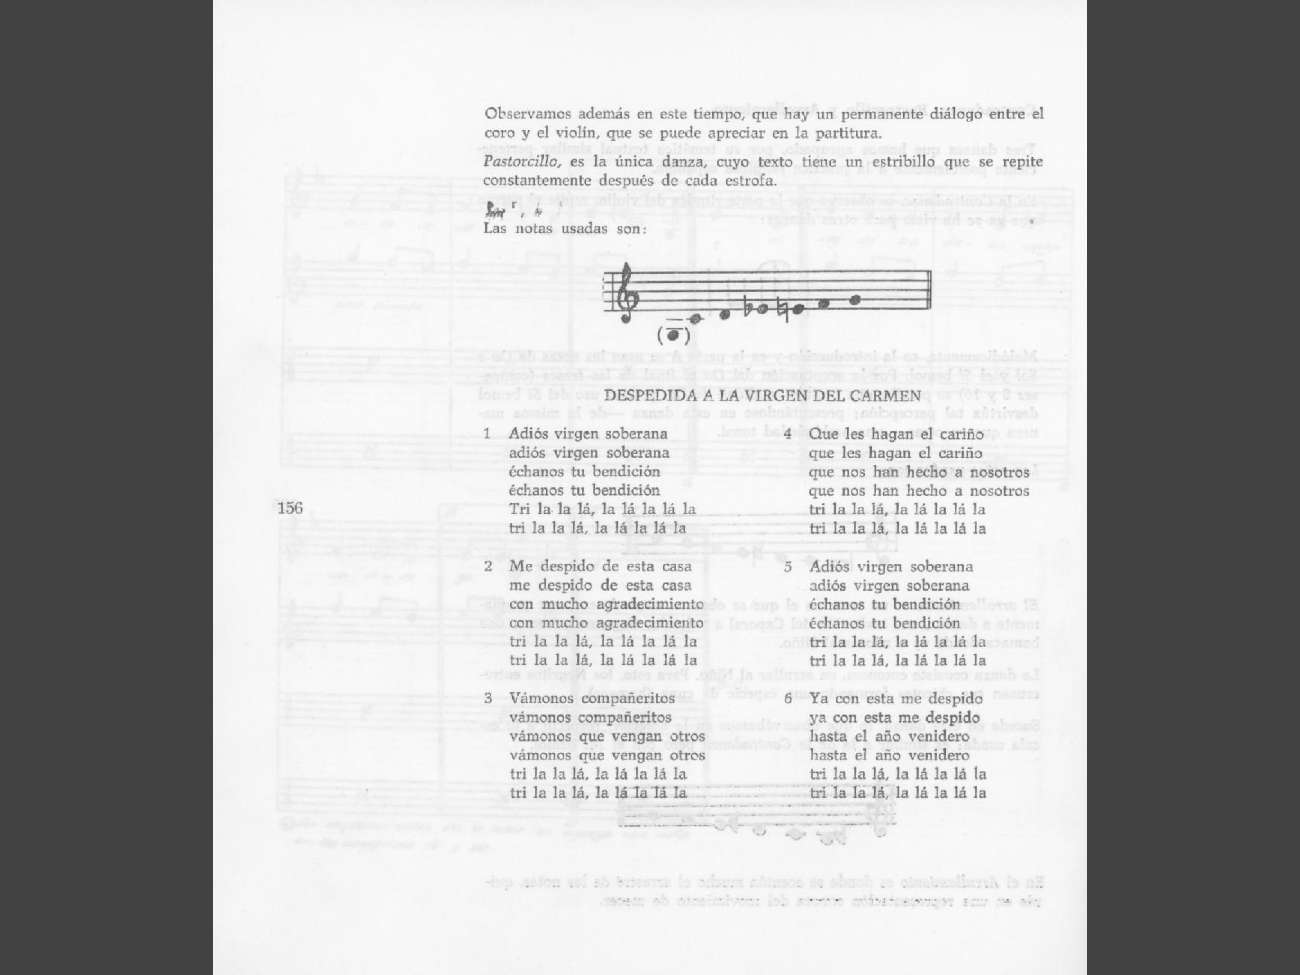 Observamos además en este tiempo, que hay un permanente diálogo entre el
coro y el violín, que se puede apreciar en la partitura.
Pastorcillo, es la única danza, cuyo texto tiene un estribillo que se repite
constantemente después de cada estrofa.
Las notas usadas son:
DESPEDIDA A LA VIRGEN DEL CARMEN
1 Adiós virgen soberana
adiós virgen soberana
échanos tu bendición
échanos tu bendición
Tri la la lá, la lá la lá la
tri la la lá, la lá la lá la
2 Me despido de esta casa
me despido de esta casa
con mucho agradecimiento
con mucho agradecimiento
tri la la lá, la lá la lá la
tri la la lá, la lá la lá la
3 Vámonos compañeritos
vámonos compañeritos
vámonos que vengan otros
vámonos que vengan otros
tri la la lá, la lá la lá la
tri la la lá, la lá la lá la
4 Que les hagan el cariño
que les hagan el cariño
que nos han hecho a nosotros
que nos han hecho a nosotros
tri la la lá, la lá la lá la
tri la la lá, la lá la lá la
5 Adiós virgen soberana
adiós virgen soberana
échanos tu bendición
échanos tu bendición
tri la la lá, la lá la lá la
tri la la lá, la lá la lá la
6 Ya con esta me despido
ya con esta me despido
hasta el año venidero
hasta el año venidero
tri la la lá, la lá la lá la
tri la la lá, la lá la lá la
156